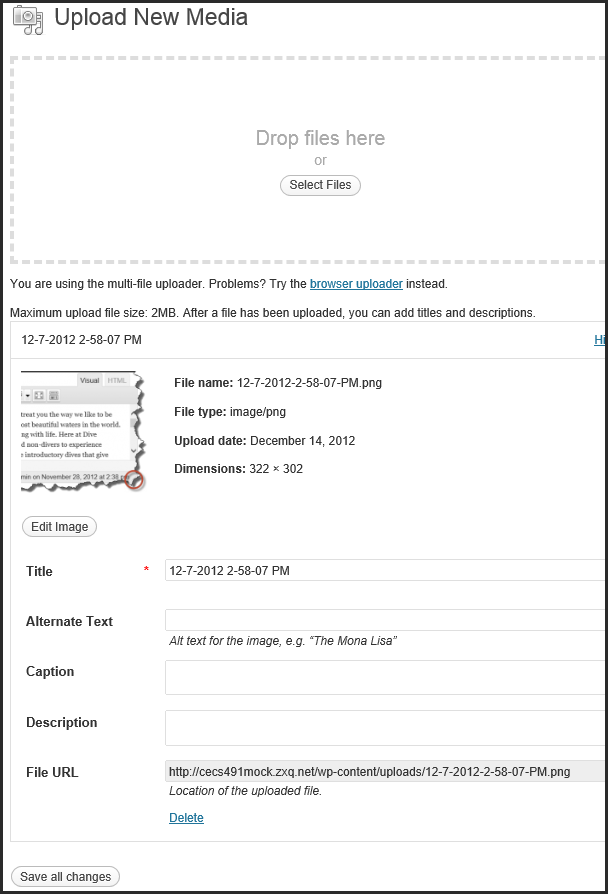 Upload New Media
Drop files here
or
Select Files
You are using the multi-file uploader. Problems? Try the browser uploader instead.
Maximum upload file size: 2MB. After a file has been uploaded, you can add titles and descriptions.
12-7-2012 2-58-07 PM
Hi
Visual HTML
treat you the way we like to be
ost beautiful waters in the world.
ng with life. Here at Dive
d non-divers to experience
e introductory dives that give
min on November 28, 2012 at 2:38 pm
File name: 12-7-2012-2-58-07-PM.png
File type: image/png
Upload date: December 14, 2012
Dimensions: 322 × 302
Edit Image
Title * 12-7-2012 2-58-07 PM
Alternate Text
Alt text for the image, e.g. “The Mona Lisa”
Caption
Description
File URL http://cecs491mock.zxq.net/wp-content/uploads/12-7-2012-2-58-07-PM.png
Location of the uploaded file.
Delete
Save all changes